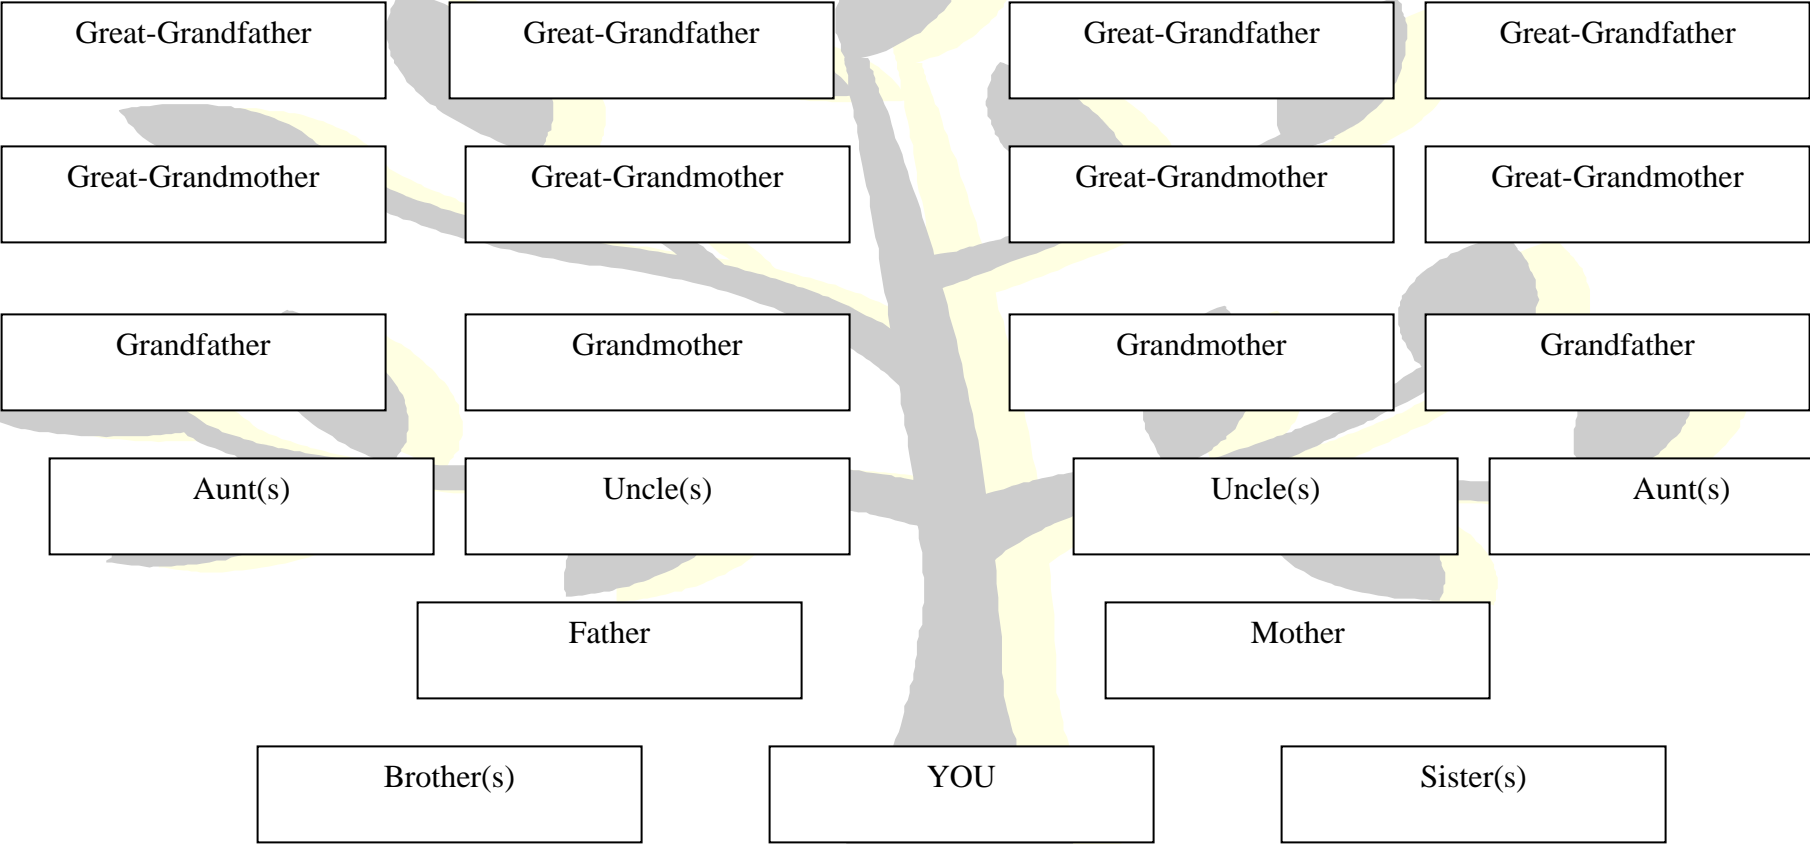 Great-Grandfather
Great-Grandfather
Great-Grandfather
Great-Grandfather
Great-Grandmother
Great-Grandmother
Great-Grandmother
Great-Grandmother
Grandfather
Grandmother
Grandmother
Grandfather
Aunt(s)
Uncle(s)
Uncle(s)
Aunt(s)
Father
Mother
Brother(s)
YOU
Sister(s)